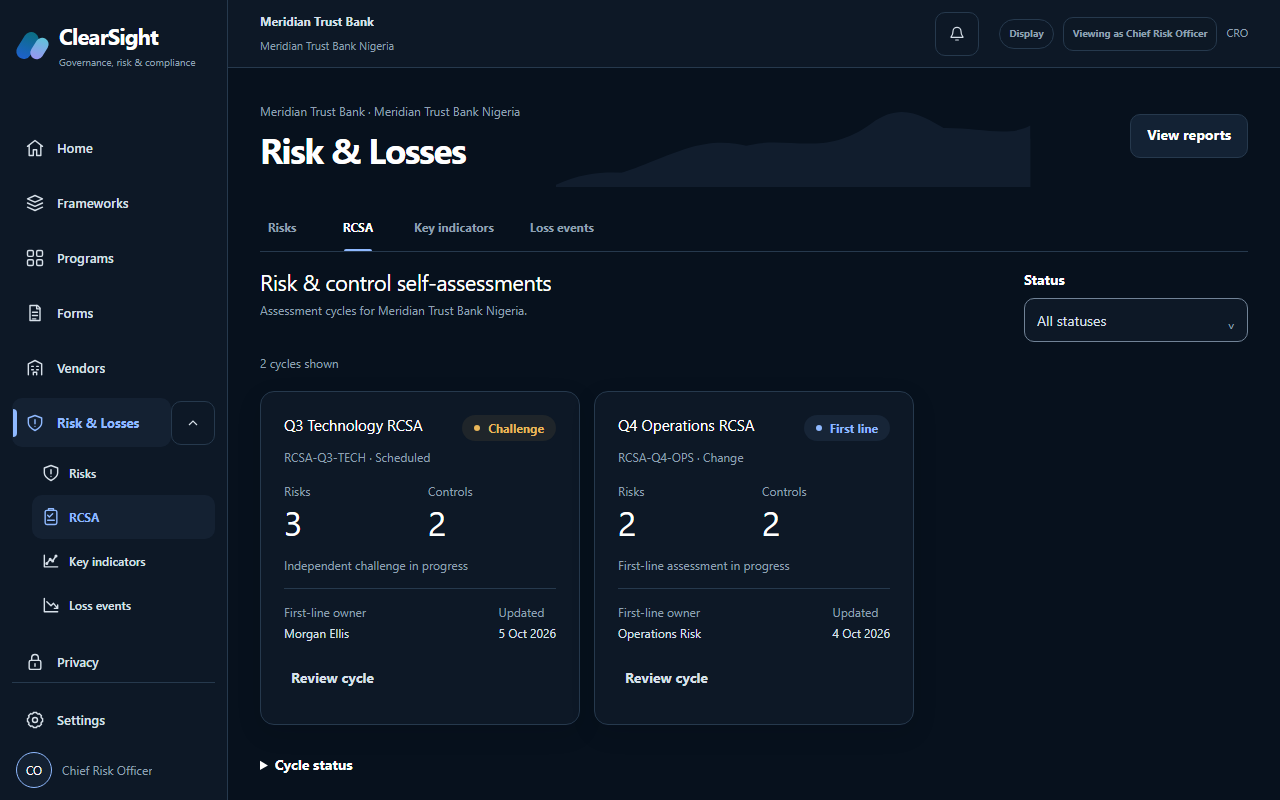 ClearSight
Governance, risk & compliance
Home
Frameworks
Programs
Forms
Vendors
Risk & Losses
Risks
RCSA
Key indicators
Loss events
Privacy
Settings
CO
Chief Risk Officer
Meridian Trust Bank
Meridian Trust Bank Nigeria
Display
Viewing as Chief Risk Officer
CRO
Meridian Trust Bank · Meridian Trust Bank Nigeria
Risk & Losses
View reports
Risks
RCSA
Key indicators
Loss events
Risk & control self-assessments
Assessment cycles for Meridian Trust Bank Nigeria.
Status
All statuses
2 cycles shown
Q3 Technology RCSA
Challenge
RCSA-Q3-TECH · Scheduled
Risks
Controls
3
2
Independent challenge in progress
First-line owner
Updated
Morgan Ellis
5 Oct 2026
Review cycle
Q4 Operations RCSA
First line
RCSA-Q4-OPS · Change
Risks
Controls
2
2
First-line assessment in progress
First-line owner
Updated
Operations Risk
4 Oct 2026
Review cycle
Cycle status